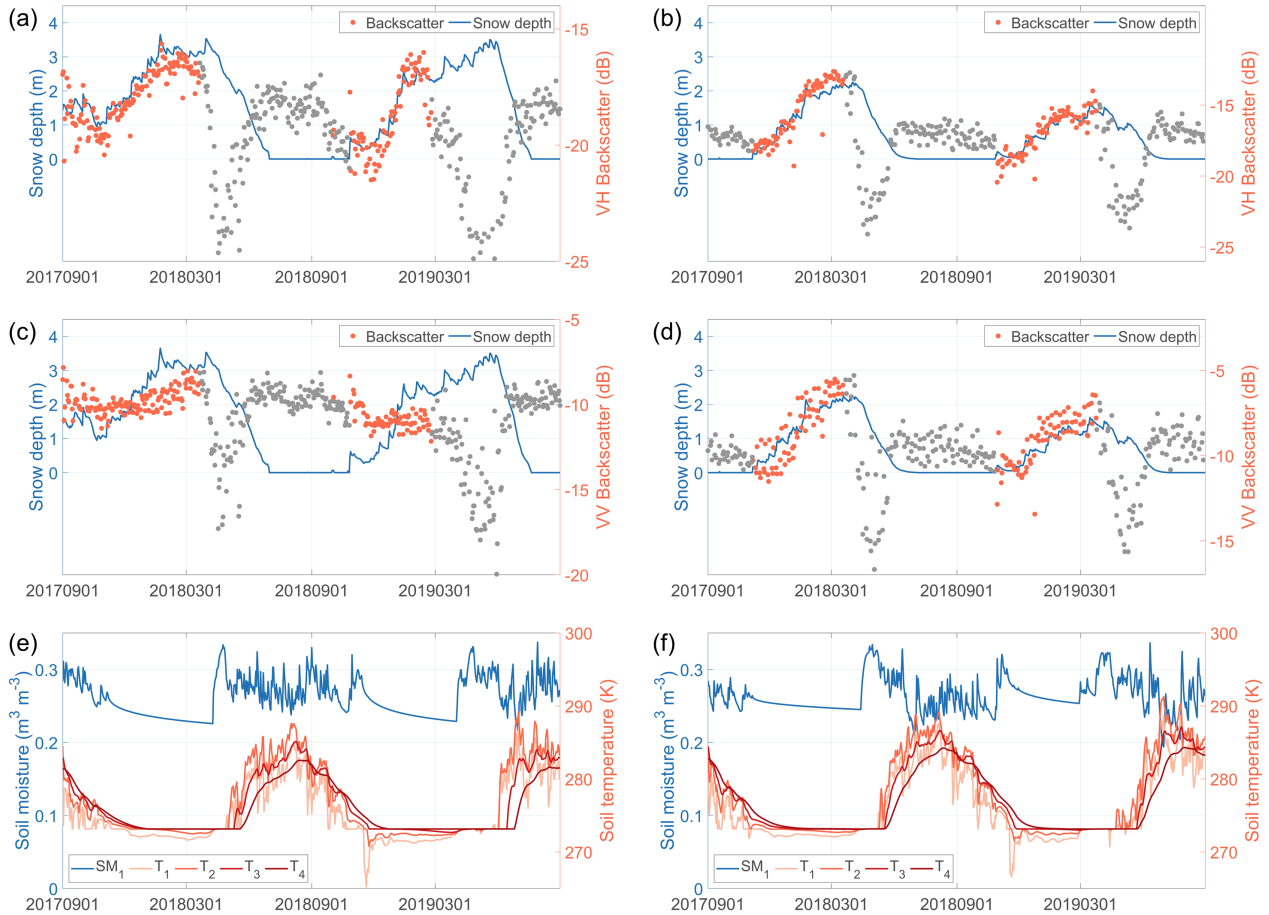 (a)
Backscatter Snow depth
Snow depth (m)
4
3
2
1
0
-15
-20
-25
VH Backscatter (dB)
20170901 20180301 20180901 20190301
(b)
Backscatter Snow depth
Snow depth (m)
4
3
2
1
0
-15
-20
-25
VH Backscatter (dB)
20170901 20180301 20180901 20190301
(c)
Backscatter Snow depth
Snow depth (m)
4
3
2
1
0
-5
-10
-15
-20
VV Backscatter (dB)
20170901 20180301 20180901 20190301
(d)
Backscatter Snow depth
Snow depth (m)
4
3
2
1
0
-5
-10
-15
VV Backscatter (dB)
20170901 20180301 20180901 20190301
(e)
Soil moisture (m³ m⁻³)
0.3
0.2
0.1
0
300
290
280
270
Soil temperature (K)
SM₁ T₁ T₂ T₃ T₄
20170901 20180301 20180901 20190301
(f)
Soil moisture (m³ m⁻³)
0.3
0.2
0.1
0
300
290
280
270
Soil temperature (K)
SM₁ T₁ T₂ T₃ T₄
20170901 20180301 20180901 20190301